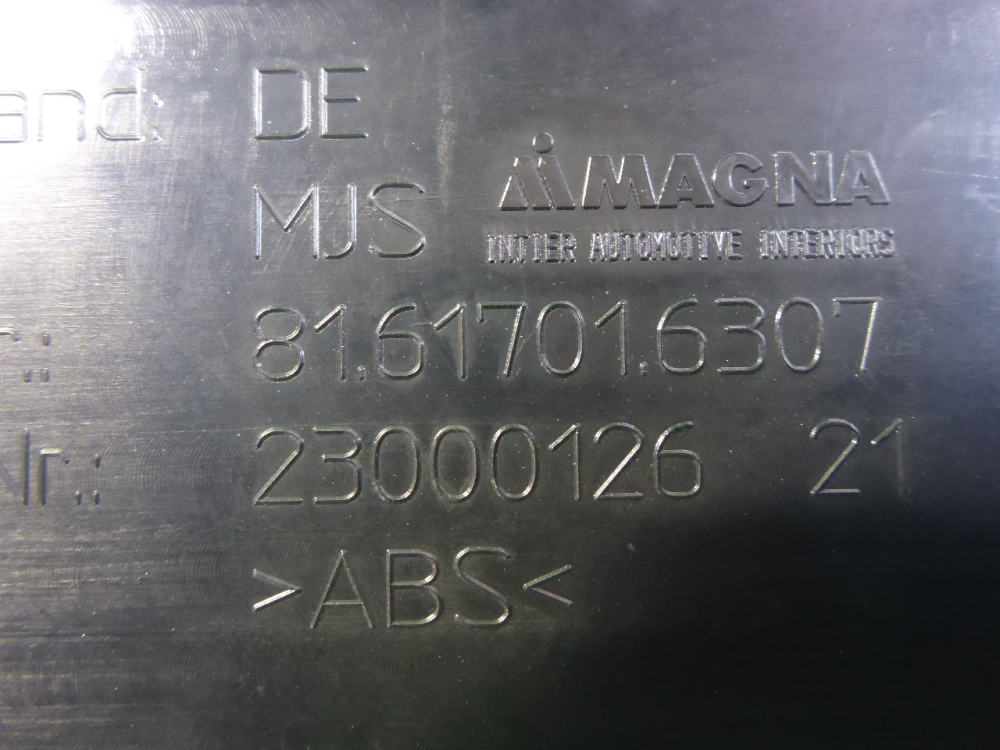 and: DE
MAGNA
MJS
INTIER AUTOMOTIVE INTERIORS
r.: 81.61701.6307
Nr.: 23000126 21
>ABS<